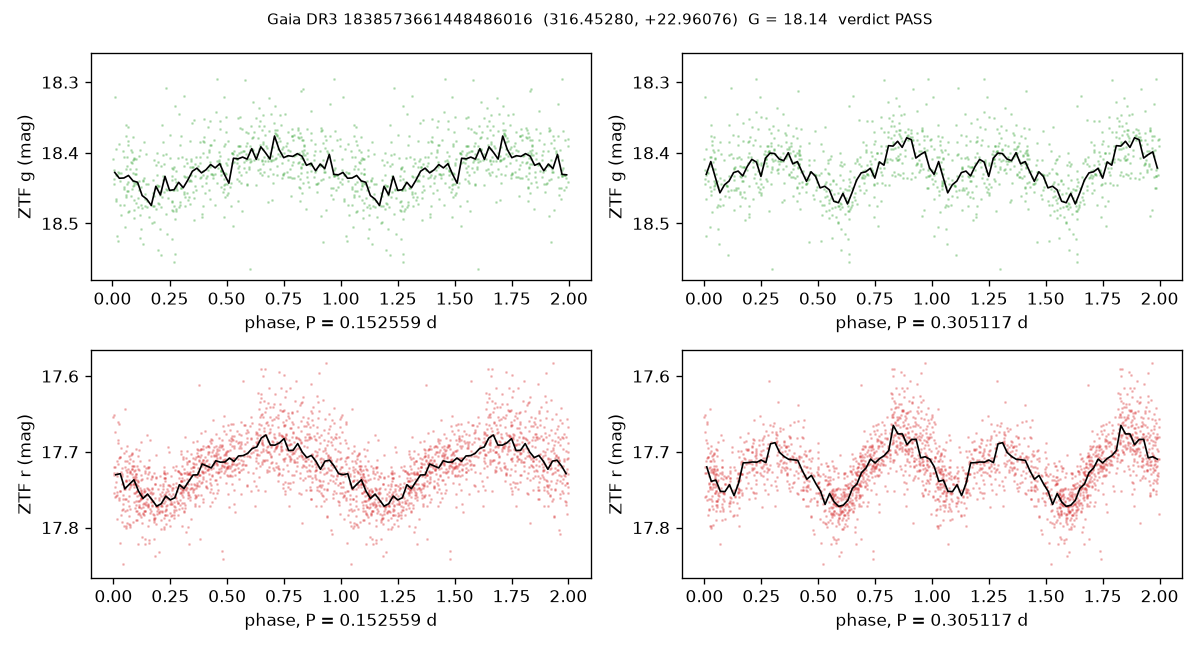 Gaia DR3 1838573661448486016 (316.45280, +22.96076) G = 18.14 verdict PASS
18.3
18.4
18.5
ZTF g (mag)
0.00 0.25 0.50 0.75 1.00 1.25 1.50 1.75 2.00
phase, P = 0.152559 d
18.3
18.4
18.5
ZTF g (mag)
0.00 0.25 0.50 0.75 1.00 1.25 1.50 1.75 2.00
phase, P = 0.305117 d
17.6
17.7
17.8
ZTF r (mag)
0.00 0.25 0.50 0.75 1.00 1.25 1.50 1.75 2.00
phase, P = 0.152559 d
17.6
17.7
17.8
ZTF r (mag)
0.00 0.25 0.50 0.75 1.00 1.25 1.50 1.75 2.00
phase, P = 0.305117 d